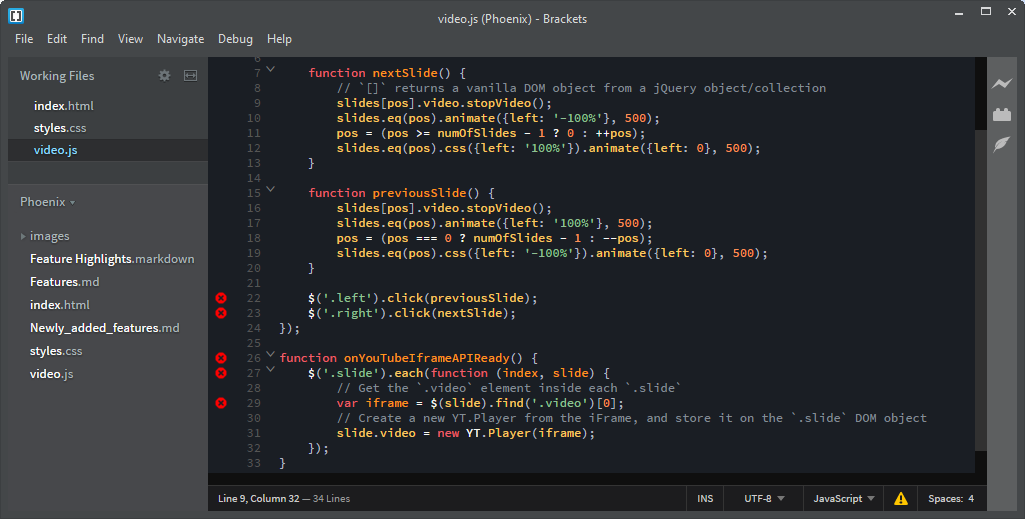 video.js (Phoenix) - Brackets
File Edit Find View Navigate Debug Help
Working Files
index.html
styles.css
video.js
Phoenix
images
Feature Highlights.markdown
Features.md
index.html
Newly_added_features.md
styles.css
video.js
6
7 function nextSlide() {
8 // `[]` returns a vanilla DOM object from a jQuery object/collection
9 slides[pos].video.stopVideo();
10 slides.eq(pos).animate({left: '-100%'}, 500);
11 pos = (pos >= numOfSlides - 1 ? 0 : ++pos);
12 slides.eq(pos).css({left: '100%'}).animate({left: 0}, 500);
13 }
14
15 function previousSlide() {
16 slides[pos].video.stopVideo();
17 slides.eq(pos).animate({left: '100%'}, 500);
18 pos = (pos === 0 ? numOfSlides - 1 : --pos);
19 slides.eq(pos).css({left: '-100%'}).animate({left: 0}, 500);
20 }
21
22 $('.left').click(previousSlide);
23 $('.right').click(nextSlide);
24 });
25
26 function onYouTubeIframeAPIReady() {
27 $('.slide').each(function (index, slide) {
28 // Get the `.video` element inside each `.slide`
29 var iframe = $(slide).find('.video')[0];
30 // Create a new YT.Player from the iFrame, and store it on the `.slide` DOM object
31 slide.video = new YT.Player(iframe);
32 });
33 }
Line 9, Column 32 — 34 Lines INS UTF-8 JavaScript Spaces: 4